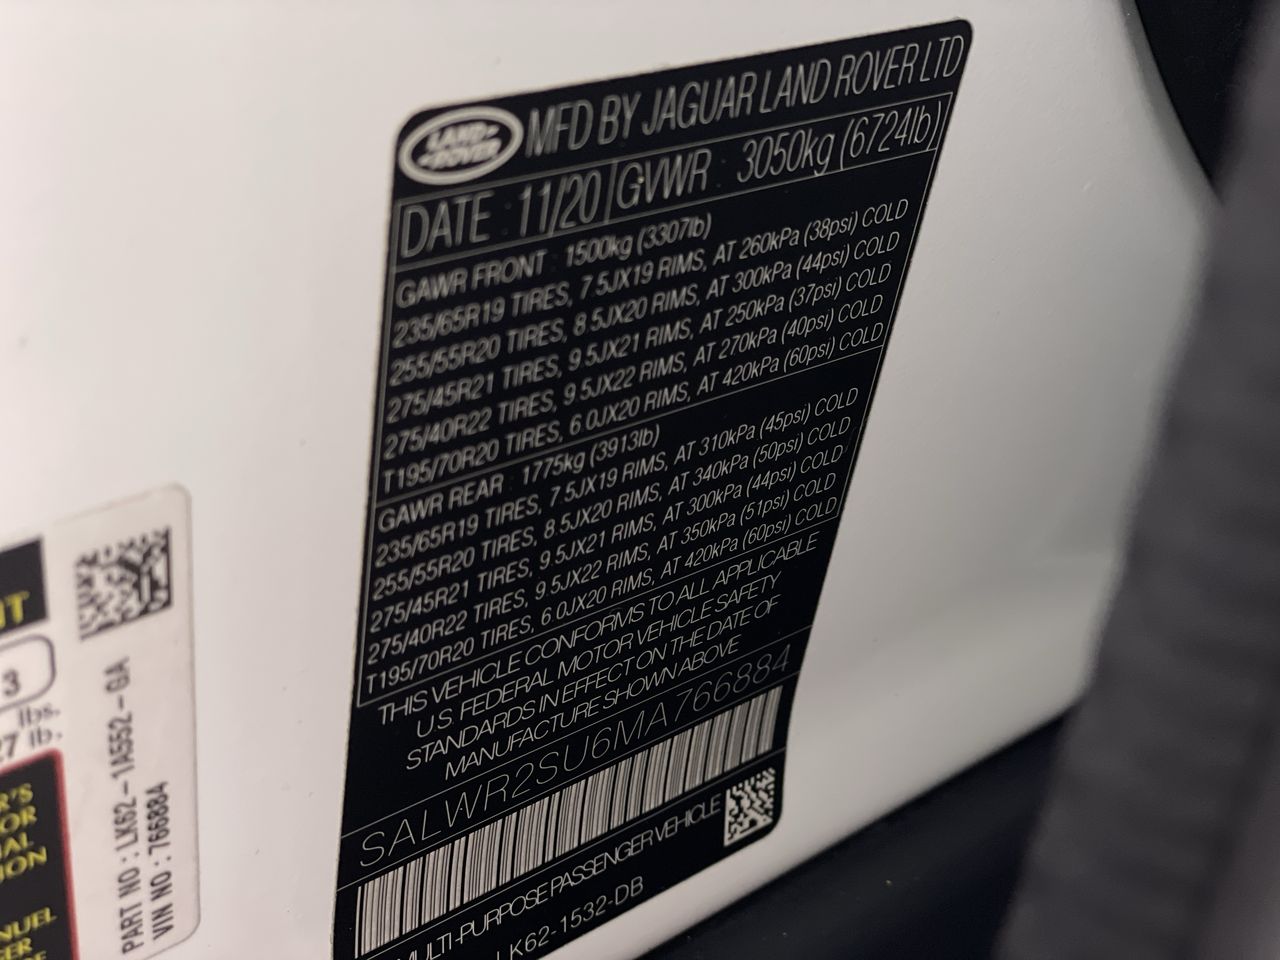 LAND ROVER MFD BY JAGUAR LAND ROVER LTD
DATE : 11/20 GVWR : 3050kg (6724lb)
GAWR FRONT : 1500kg (3307lb)
235/65R19 TIRES, 7.5JX19 RIMS, AT 260kPa (38psi) COLD
255/55R20 TIRES, 8.5JX20 RIMS, AT 300kPa (44psi) COLD
275/45R21 TIRES, 9.5JX21 RIMS, AT 250kPa (37psi) COLD
275/40R22 TIRES, 9.5JX22 RIMS, AT 270kPa (40psi) COLD
T195/70R20 TIRES, 6.0JX20 RIMS, AT 420kPa (60psi) COLD
GAWR REAR : 1775kg (3913lb)
235/65R19 TIRES, 7.5JX19 RIMS, AT 310kPa (45psi) COLD
255/55R20 TIRES, 8.5JX20 RIMS, AT 340kPa (50psi) COLD
275/45R21 TIRES, 9.5JX21 RIMS, AT 300kPa (44psi) COLD
275/40R22 TIRES, 9.5JX22 RIMS, AT 350kPa (51psi) COLD
T195/70R20 TIRES, 6.0JX20 RIMS, AT 420kPa (60psi) COLD
THIS VEHICLE CONFORMS TO ALL APPLICABLE
U.S. FEDERAL MOTOR VEHICLE SAFETY
STANDARDS IN EFFECT ON THE DATE OF
MANUFACTURE SHOWN ABOVE
SALWR2SU6MA766884
MULTI-PURPOSE PASSENGER VEHICLE
LK62-1532-DB
PART NO : LK62-1A552-GA
VIN NO : 766884
3
lbs.
27 lb.